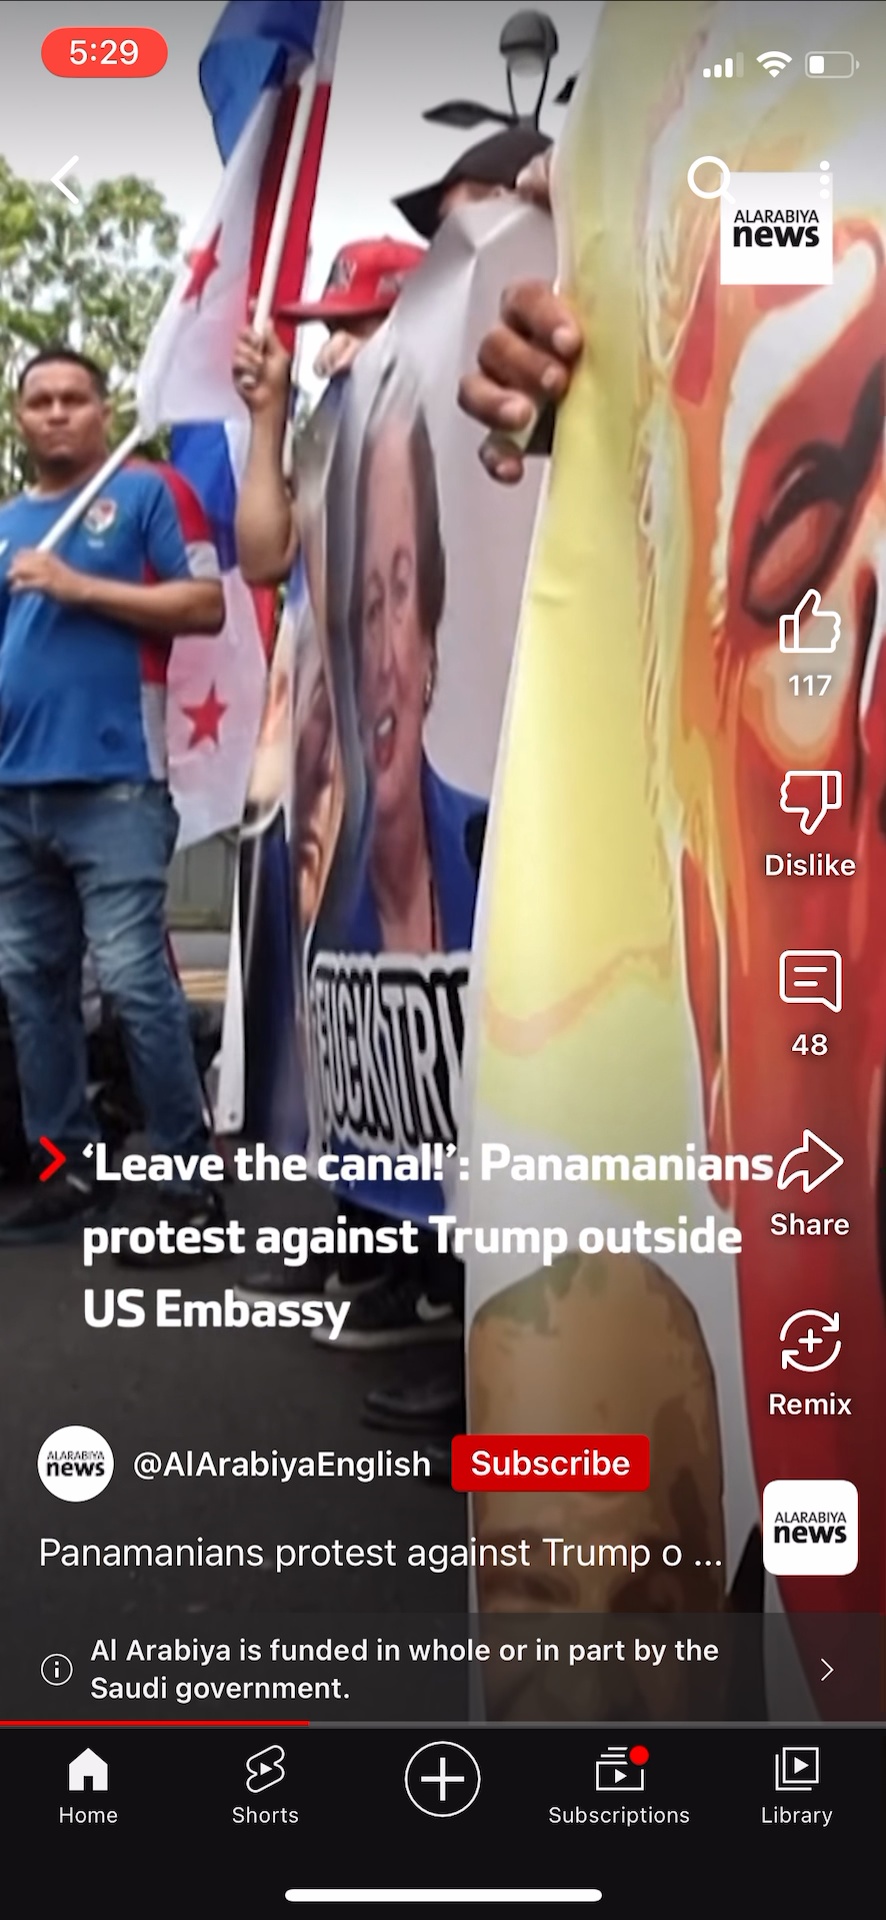 5:29
ALARABIYA
news
117
Dislike
48
FUCK TRU
‘Leave the canal!’: Panamanians
protest against Trump outside
US Embassy
Share
Remix
ALARABIYA
news
@AlArabiyaEnglish
Subscribe
ALARABIYA
news
Panamanians protest against Trump o ...
Al Arabiya is funded in whole or in part by the
Saudi government.
Home
Shorts
Subscriptions
Library